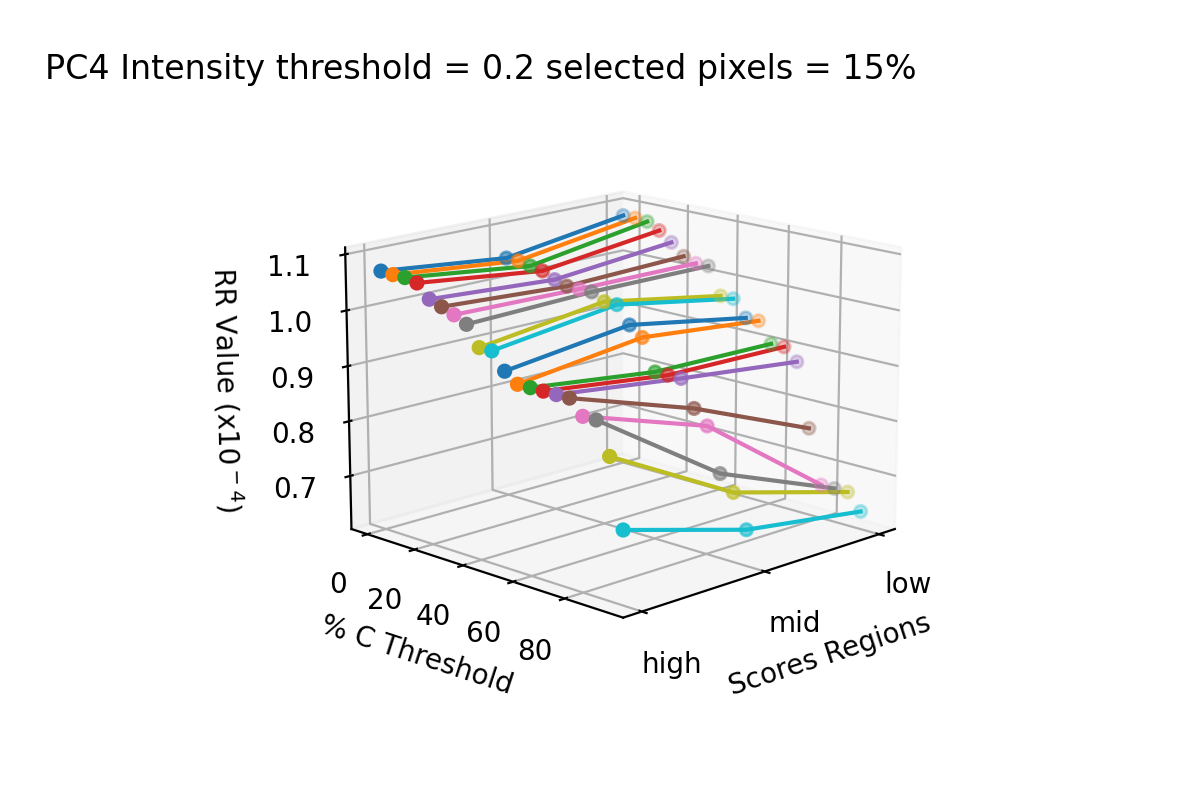 PC4 Intensity threshold = 0.2 selected pixels = 15%
1.1
1.0
0.9
0.8
0.7
RR Value (x10⁻⁴)
0
20
40
60
80
% C Threshold
high
mid
low
Scores Regions